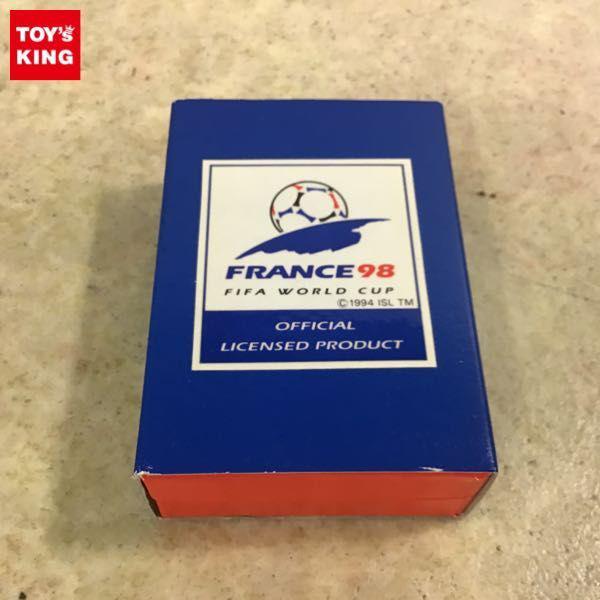 TOY's
KING
FRANCE 98
FIFA WORLD CUP
©1994 ISL TM
OFFICIAL
LICENSED PRODUCT